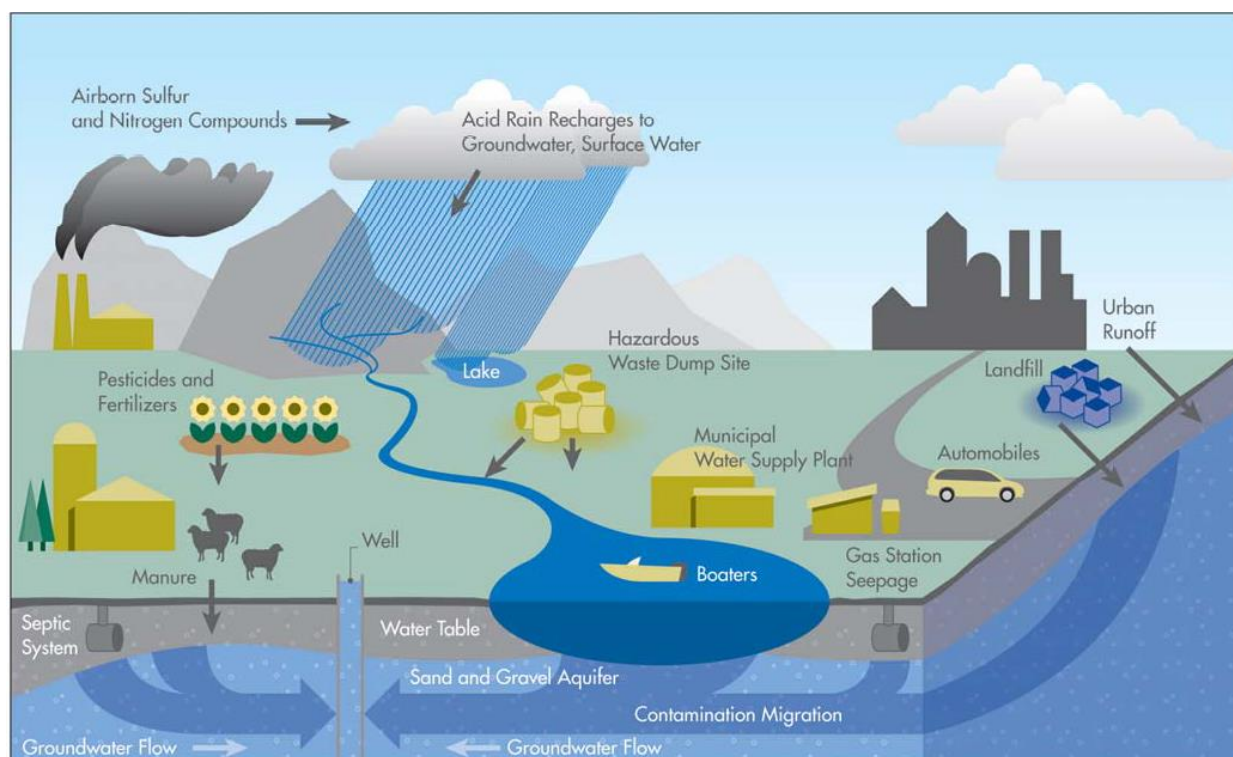 Airborn Sulfur
and Nitrogen Compounds
Acid Rain Recharges to
Groundwater, Surface Water
Urban
Runoff
Hazardous
Waste Dump Site
Lake
Landfill
Pesticides and
Fertilizers
Municipal
Water Supply Plant
Automobiles
Well
Gas Station
Seepage
Boaters
Manure
Septic
System
Water Table
Sand and Gravel Aquifer
Contamination Migration
Groundwater Flow
Groundwater Flow